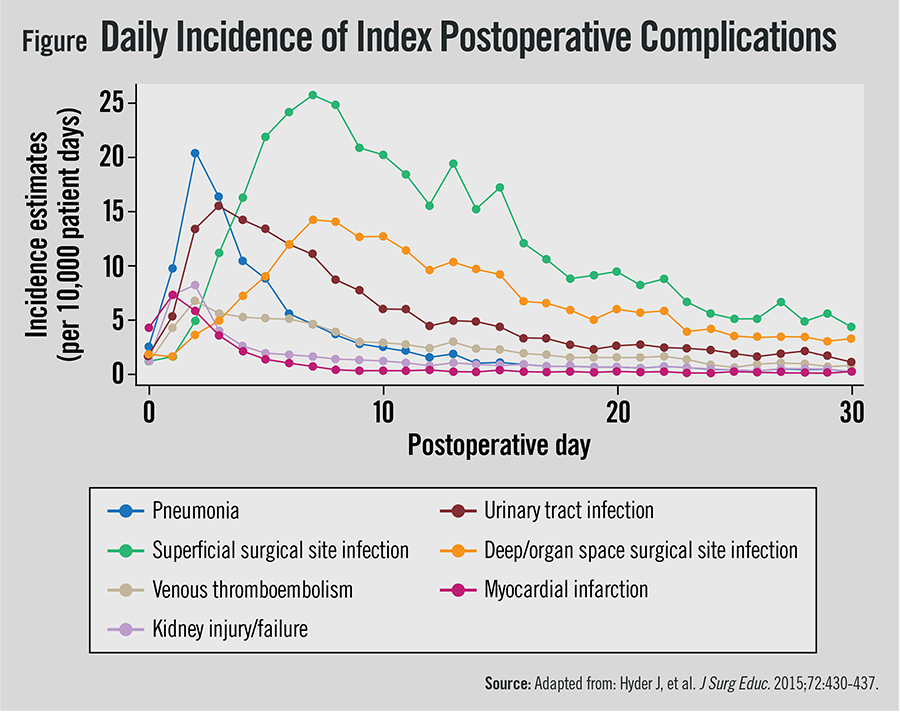 Figure Daily Incidence of Index Postoperative Complications
Incidence estimates
(per 10,000 patient days)
25
20
15
10
5
0
0 10 20 30
Postoperative day
Pneumonia
Urinary tract infection
Superficial surgical site infection
Deep/organ space surgical site infection
Venous thromboembolism
Myocardial infarction
Kidney injury/failure
Source: Adapted from: Hyder J, et al. J Surg Educ. 2015;72:430-437.